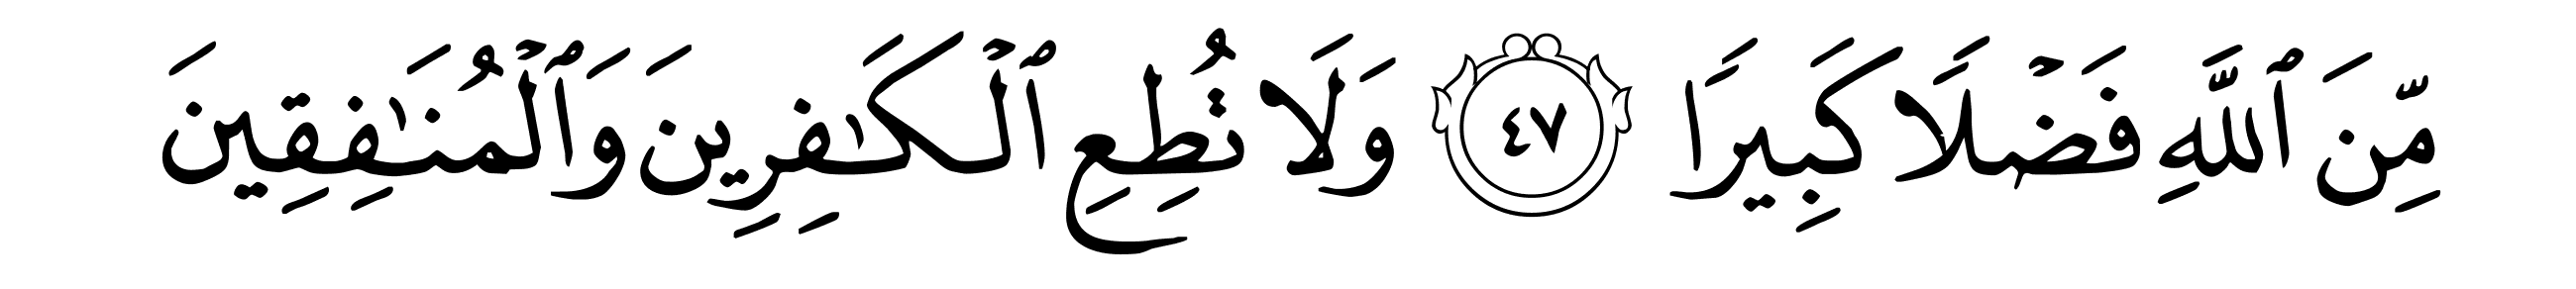 مِّنَ ٱللَّهِ فَضۡلٗا كَبِيرٗا ٤٧ وَلَا تُطِعِ ٱلۡكَٰفِرِينَ وَٱلۡمُنَٰفِقِينَ